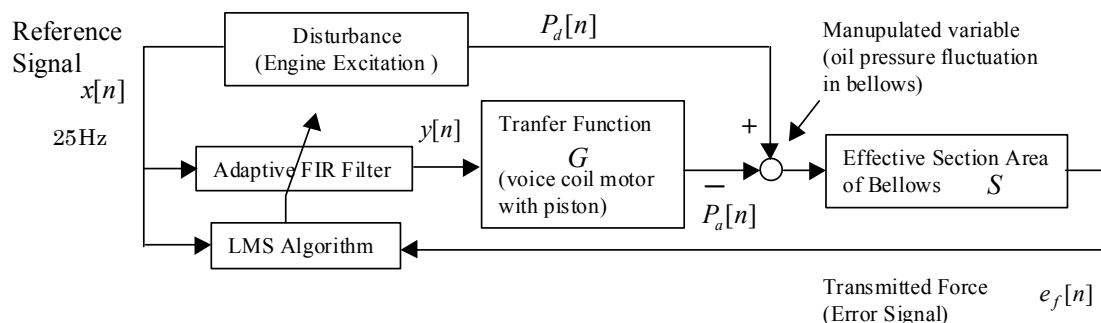 Reference
Signal
x[n]
25Hz
Disturbance
(Engine Excitation )
P_d[n]
Manupulated variable
(oil pressure fluctuation
in bellows)
Adaptive FIR Filter
y[n]
Tranfer Function
G
(voice coil motor
with piston)
+
−
P_a[n]
Effective Section Area
of Bellows S
LMS Algorithm
Transmitted Force
(Error Signal)
e_f[n]